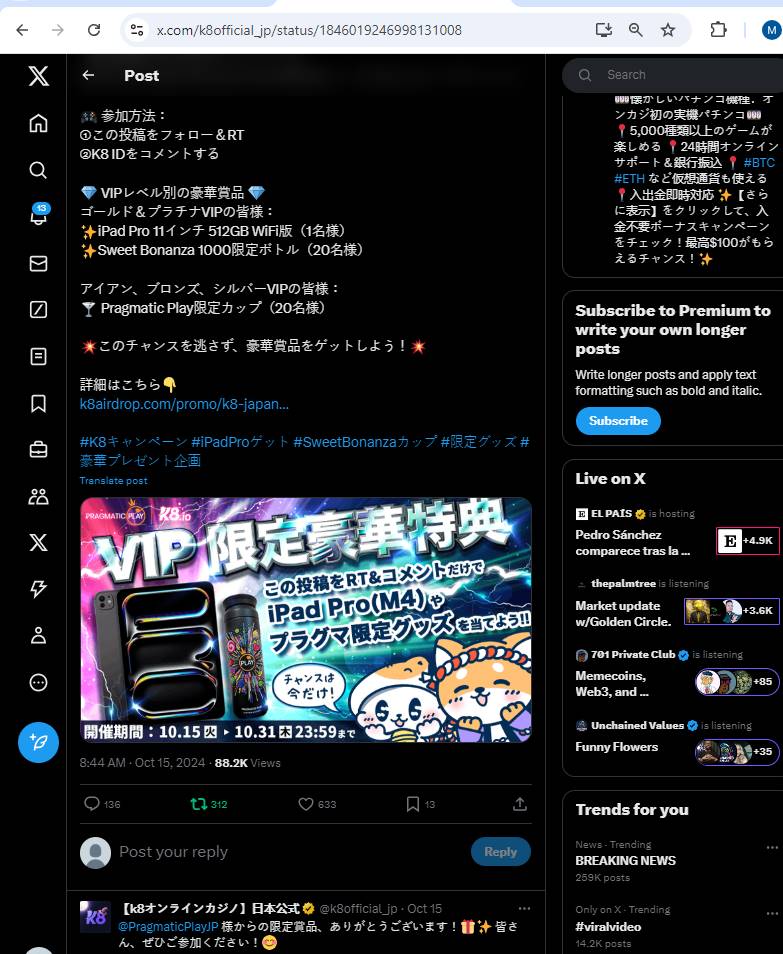 x.com/k8official_jp/status/1846019246998131008
M
Post
🎮 参加方法：
①この投稿をフォロー＆RT
②K8 IDをコメントする
💎 VIPレベル別の豪華賞品 💎
ゴールド＆プラチナVIPの皆様：
✨iPad Pro 11インチ 512GB WiFi版（1名様）
✨Sweet Bonanza 1000限定ボトル（20名様）
アイアン、ブロンズ、シルバーVIPの皆様：
🍸 Pragmatic Play限定カップ（20名様）
💥このチャンスを逃さず、豪華賞品をゲットしよう！💥
詳細はこちら👇
k8airdrop.com/promo/k8-japan...
#K8キャンペーン #iPadProゲット #SweetBonanzaカップ #限定グッズ #
豪華プレゼント企画
Translate post
PRAGMATIC PLAY K8.io
VIP 限定豪華特典
この投稿をRT&コメントだけで
iPad Pro(M4)や
プラグマ限定グッズを当てよう!!
PLAY
チャンスは
今だけ!
開催期間：10.15火 ▶ 10.31木 23:59まで
8:44 AM · Oct 15, 2024 · 88.2K Views
136 312 633 13
Post your reply
Reply
【k8オンラインカジノ】日本公式 @k8official_jp · Oct 15
K8
@PragmaticPlayJP 様からの限定賞品、ありがとうございます！🎁✨ 皆さ
ん、ぜひご参加ください！😊
13
Search
🎰懐かしいパチンコ機種．オ
ンカジ初の実機パチンコ🎰
📍5,000種類以上のゲームが
楽しめる 📍24時間オンライン
サポート＆銀行振込 📍 #BTC
#ETH など仮想通貨も使える
📍入出金即時対応 ✨【さら
に表示】をクリックして、入
金不要ボーナスキャンペーン
をチェック！最高$100がもら
えるチャンス！✨
Subscribe to Premium to
write your own longer
posts
Write longer posts and apply text
formatting such as bold and italic.
Subscribe
Live on X
E EL PAÍS is hosting
Pedro Sánchez
comparece tras la ...
E +4.9K
thepalmtree is listening
Market update
w/Golden Circle.
+3.6K
701 Private Club is listening
Memecoins,
Web3, and ...
+85
Unchained Values is listening
Funny Flowers
+35
Trends for you
News · Trending
BREAKING NEWS
259K posts
Only on X · Trending
#viralvideo
14.2K posts